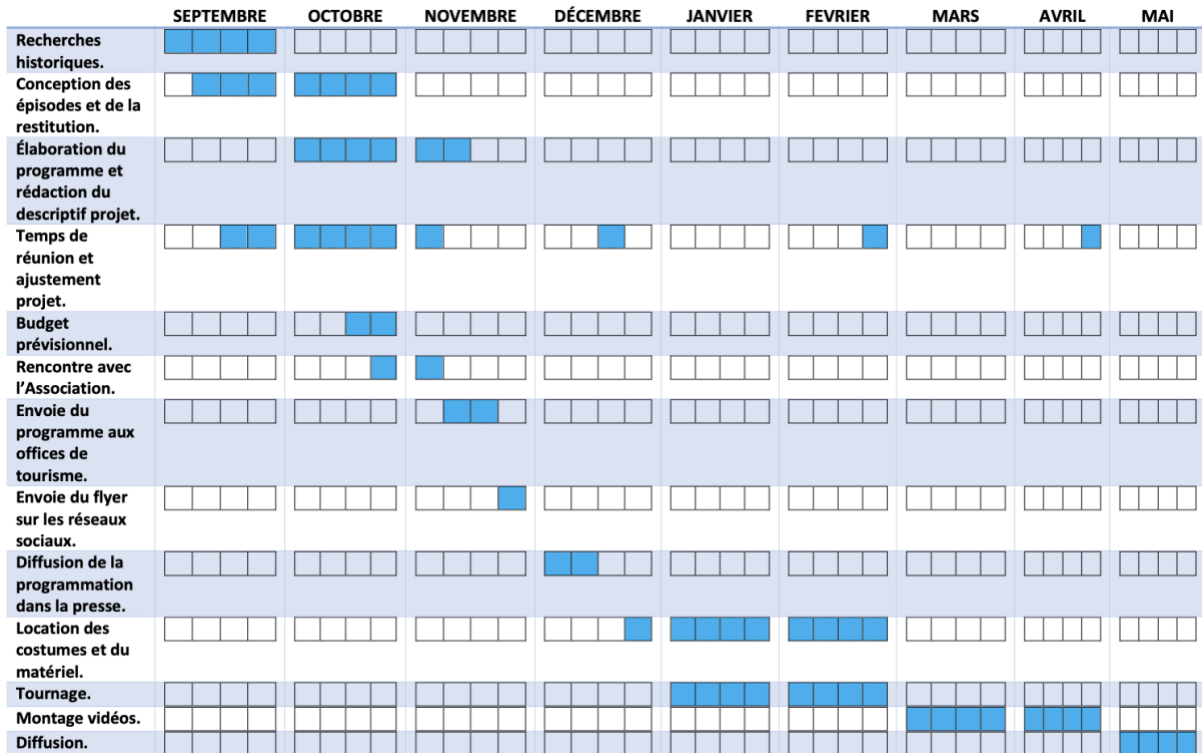 SEPTEMBRE OCTOBRE NOVEMBRE DÉCEMBRE JANVIER FEVRIER MARS AVRIL MAI
Recherches
historiques.
Conception des
épisodes et de la
restitution.
Élaboration du
programme et
rédaction du
descriptif projet.
Temps de
réunion et
ajustement
projet.
Budget
prévisionnel.
Rencontre avec
l’Association.
Envoie du
programme aux
offices de
tourisme.
Envoie du flyer
sur les réseaux
sociaux.
Diffusion de la
programmation
dans la presse.
Location des
costumes et du
matériel.
Tournage.
Montage vidéos.
Diffusion.